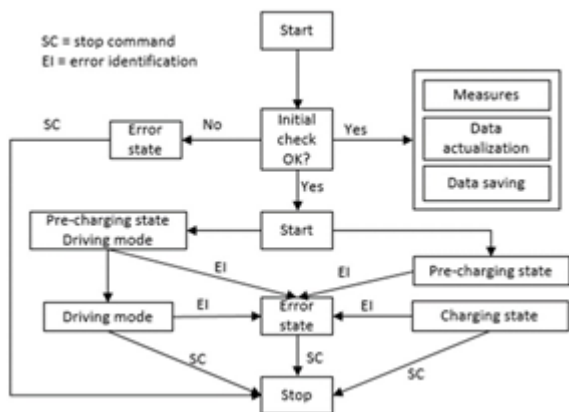 Start
SC = stop command
EI = error identification
Measures
Data
actualization
Data saving
Initial
check
OK?
SC
No
Yes
Error
state
Yes
Pre-charging state
Driving mode
Start
EI
EI
Pre-charging state
Driving mode
EI
Error
state
EI
Charging state
SC
SC
SC
Stop